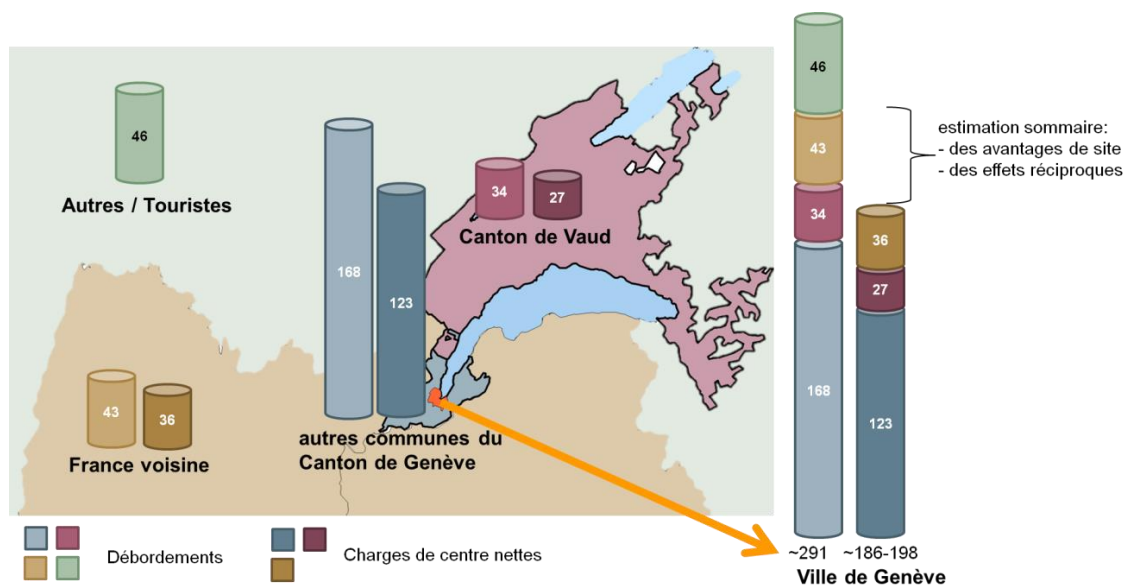 46
Autres / Touristes
43
36
France voisine
168
123
autres communes du
Canton de Genève
34
27
Canton de Vaud
46
43
34
168
36
27
123
estimation sommaire:
- des avantages de site
- des effets réciproques
~291
~186-198
Ville de Genève
Débordements
Charges de centre nettes